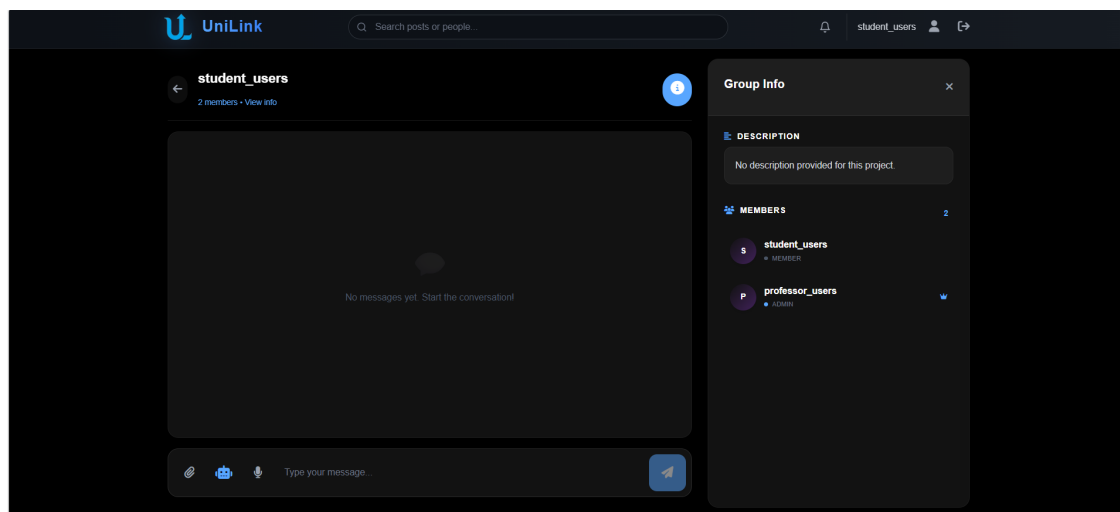 UniLink
Search posts or people...
student_users
student_users
2 members • View info
No messages yet. Start the conversation!
Type your message...
Group Info
×
DESCRIPTION
No description provided for this project.
MEMBERS
2
S
student_users
MEMBER
P
professor_users
ADMIN